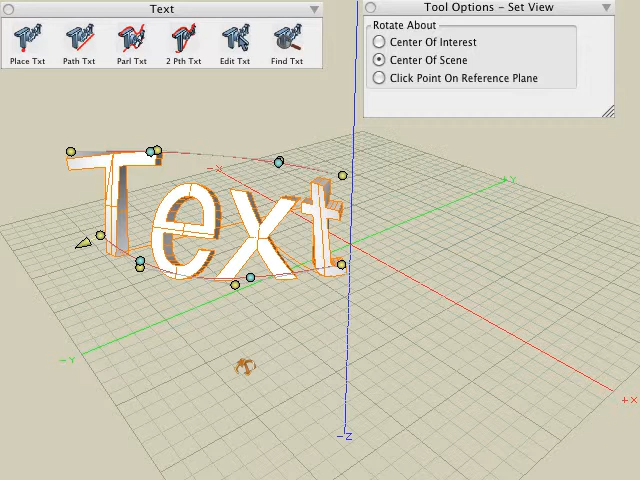 Text
Place Txt
Path Txt
Parl Txt
2 Pth Txt
Edit Txt
Find Txt
Tool Options - Set View
Rotate About
Center Of Interest
Center Of Scene
Click Point On Reference Plane
Text
-X
+Y
-Y
+X
-Z